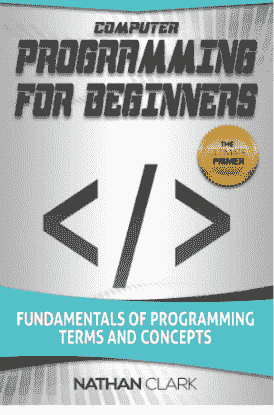 COMPUTER
PROGRAMMING
FOR BEGINNERS
THE
PRIMER
</>
FUNDAMENTALS OF PROGRAMMING
TERMS AND CONCEPTS
NATHAN CLARK